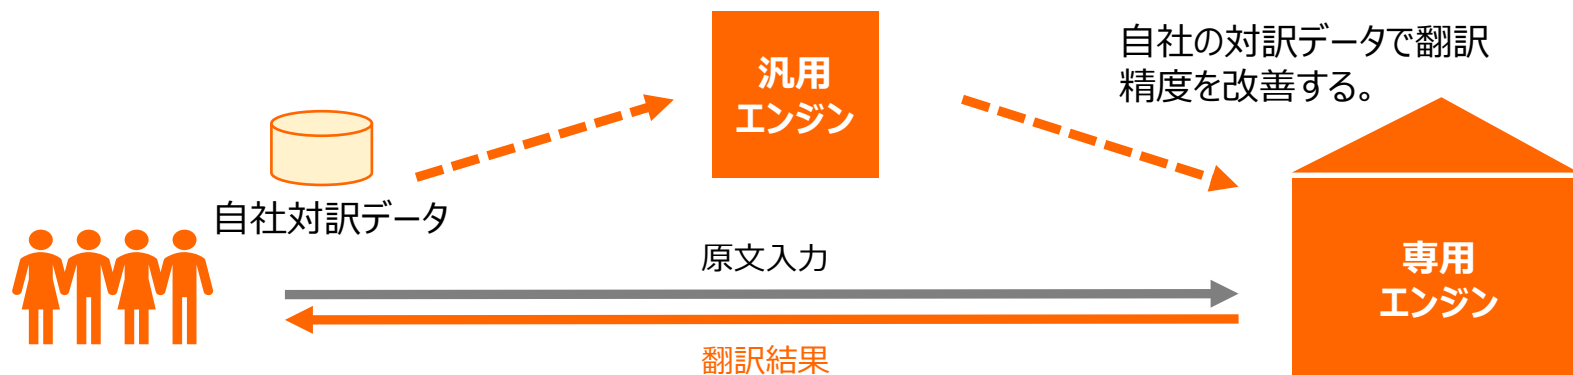 汎用
エンジン
自社の対訳データで翻訳
精度を改善する。
自社対訳データ
原文入力
専用
エンジン
翻訳結果